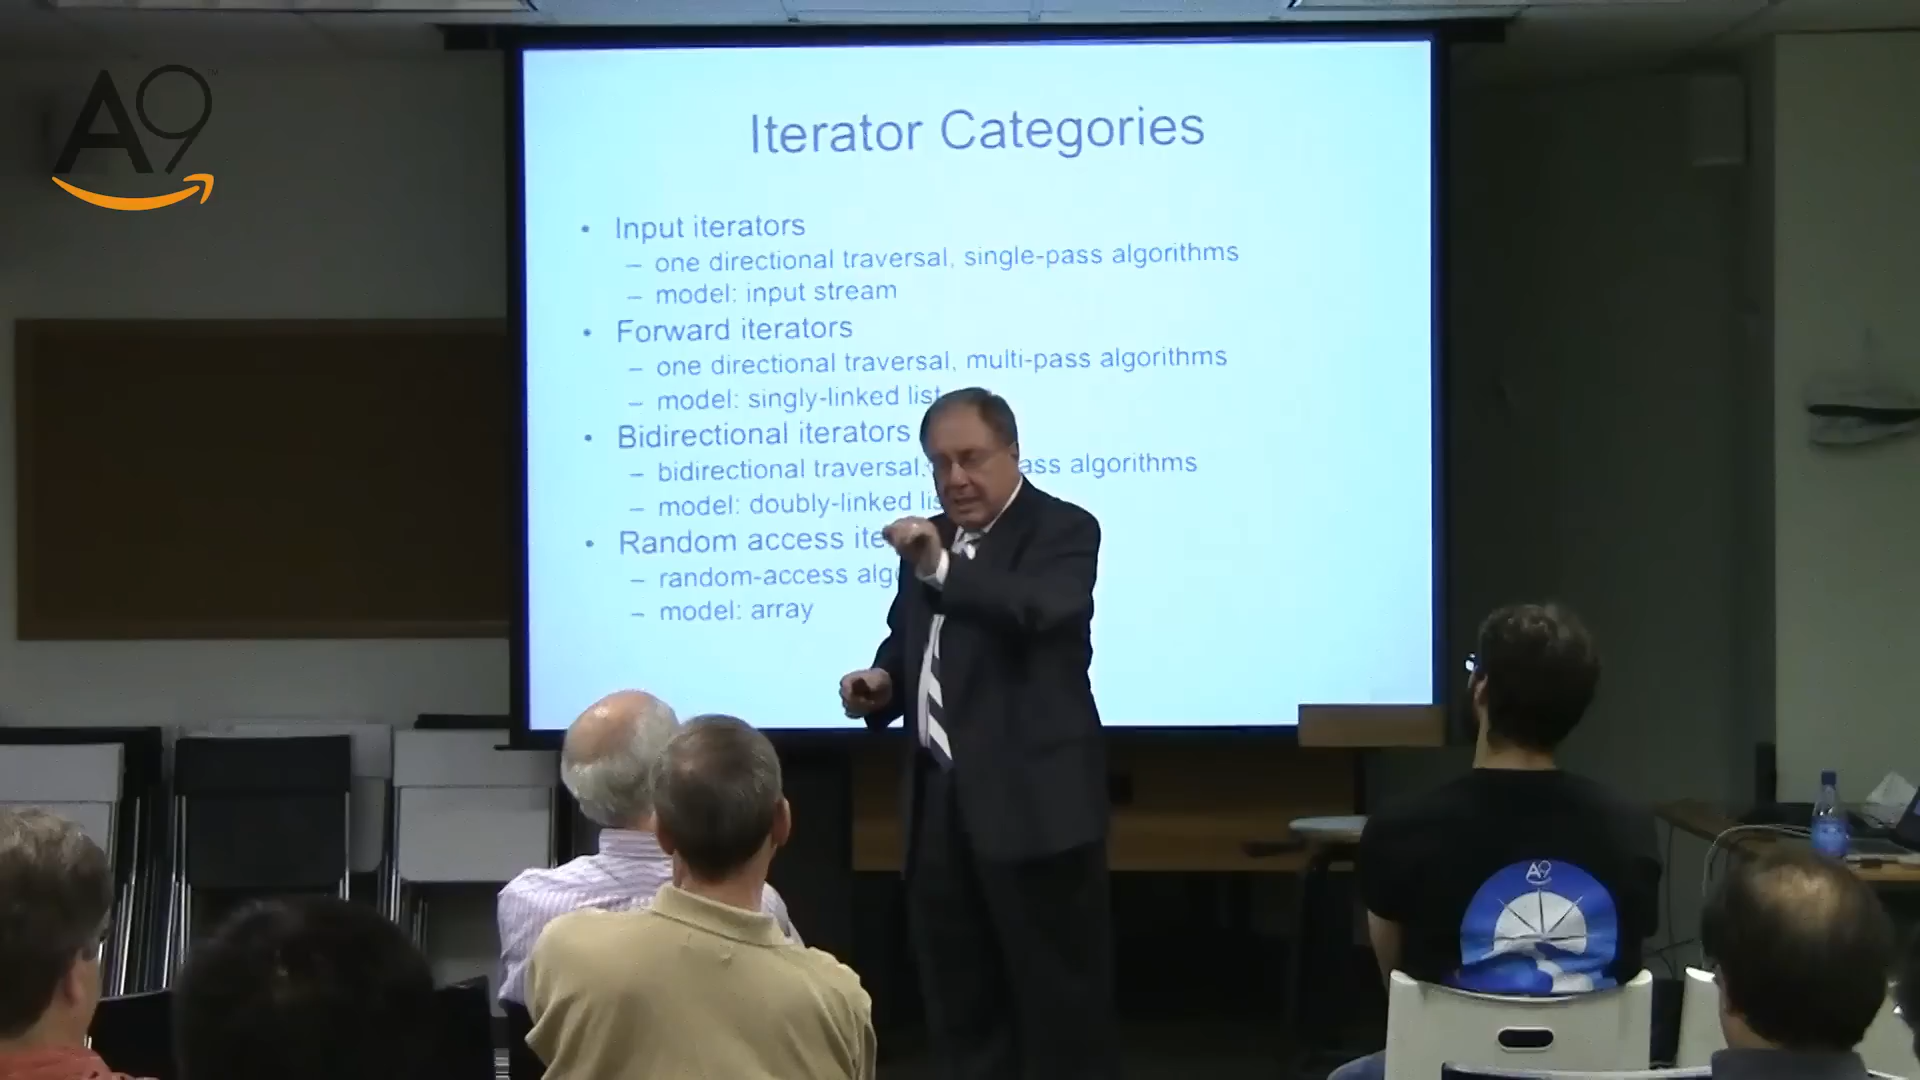 A9™
Iterator Categories
• Input iterators
– one directional traversal, single-pass algorithms
– model: input stream
• Forward iterators
– one directional traversal, multi-pass algorithms
– model: singly-linked list
• Bidirectional iterators
– bidirectional traversal, algorithms
– model: doubly-linked
• Random access
– random-access
– model: array
A9